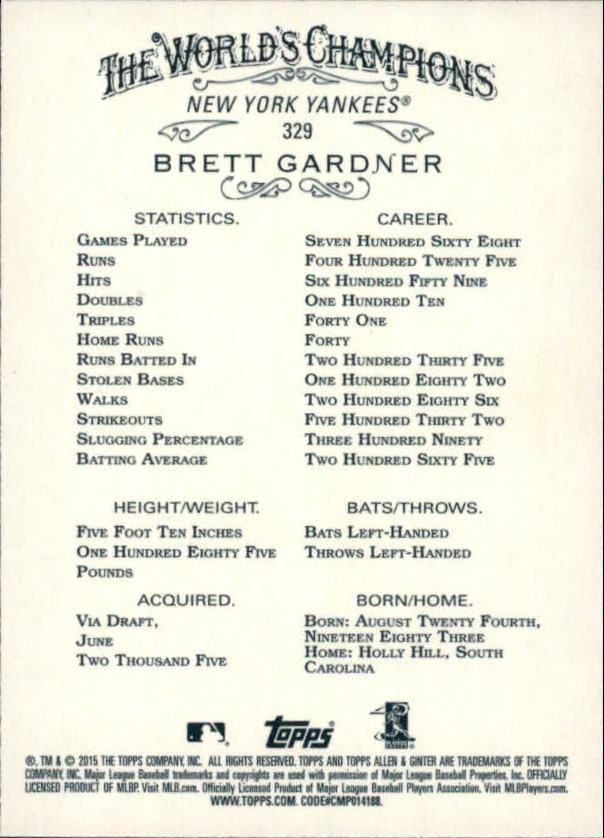 THE WORLD'S CHAMPIONS
NEW YORK YANKEES®
329
BRETT GARDNER
STATISTICS. CAREER.
GAMES PLAYED SEVEN HUNDRED SIXTY EIGHT
RUNS FOUR HUNDRED TWENTY FIVE
HITS SIX HUNDRED FIFTY NINE
DOUBLES ONE HUNDRED TEN
TRIPLES FORTY ONE
HOME RUNS FORTY
RUNS BATTED IN TWO HUNDRED THIRTY FIVE
STOLEN BASES ONE HUNDRED EIGHTY TWO
WALKS TWO HUNDRED EIGHTY SIX
STRIKEOUTS FIVE HUNDRED THIRTY TWO
SLUGGING PERCENTAGE THREE HUNDRED NINETY
BATTING AVERAGE TWO HUNDRED SIXTY FIVE
HEIGHT/WEIGHT.
FIVE FOOT TEN INCHES
ONE HUNDRED EIGHTY FIVE
POUNDS
BATS/THROWS.
BATS LEFT-HANDED
THROWS LEFT-HANDED
ACQUIRED.
VIA DRAFT,
JUNE
TWO THOUSAND FIVE
BORN/HOME.
BORN: AUGUST TWENTY FOURTH,
NINETEEN EIGHTY THREE
HOME: HOLLY HILL, SOUTH
CAROLINA
topps
®, TM & © 2015 THE TOPPS COMPANY, INC. ALL RIGHTS RESERVED. TOPPS AND TOPPS ALLEN & GINTER ARE TRADEMARKS OF THE TOPPS
COMPANY, INC. Major League Baseball trademarks and copyrights are used with permission of Major League Baseball Properties, Inc. OFFICIALLY
LICENSED PRODUCT OF MLBP. Visit MLB.com. Officially Licensed Product of Major League Baseball Players Association. Visit MLBPlayers.com.
WWW.TOPPS.COM. CODE#CMP014188.